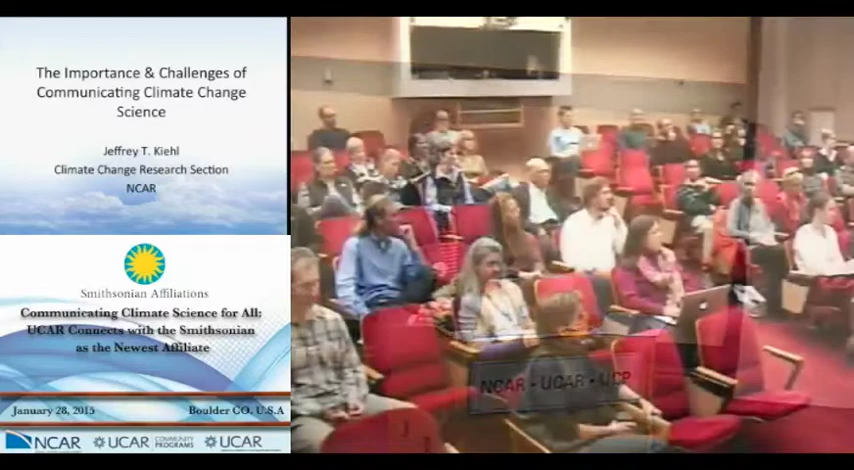 The Importance & Challenges of
Communicating Climate Change
Science
Jeffrey T. Kiehl
Climate Change Research Section
NCAR
Smithsonian Affiliations
Communicating Climate Science for All:
UCAR Connects with the Smithsonian
as the Newest Affiliate
January 28, 2015
Boulder CO. U.S.A
NCAR
UCAR COMMUNITY
PROGRAMS
UCAR
NCAR • UCAR • UCP